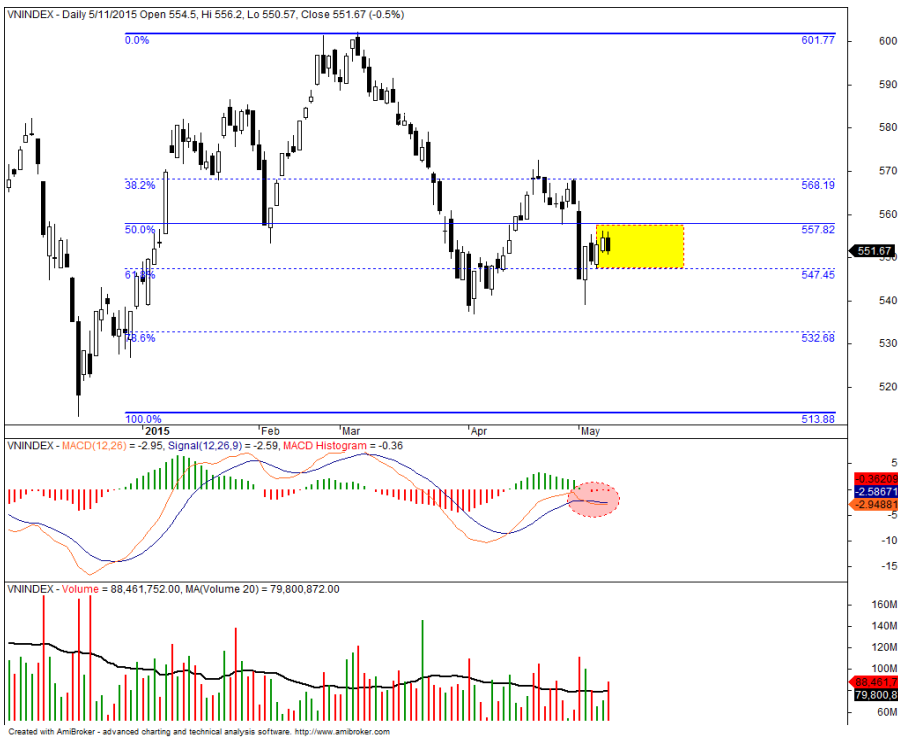 VNINDEX - Daily 5/11/2015 Open 554.5, Hi 556.2, Lo 550.57, Close 551.67 (-0.5%)
0.0% 601.77
600
590
580
570
38.2% 568.19
560
50.0% 557.82
551.67
550
61.8% 547.45
540
78.6% 532.68
530
520
100.0% 513.88
2015 Feb Mar Apr May
VNINDEX - MACD(12,26) = -2.95, Signal(12,26,9) = -2.59, MACD Histogram = -0.36
5
-0.36209
-2.58671
-2.94881
-5
-10
-15
VNINDEX - Volume = 88,461,752.00, MA(Volume 20) = 79,800,872.00
160M
140M
120M
100M
88,461,7
79,800,8
60M
Created with AmiBroker - advanced charting and technical analysis software. http://www.amibroker.com